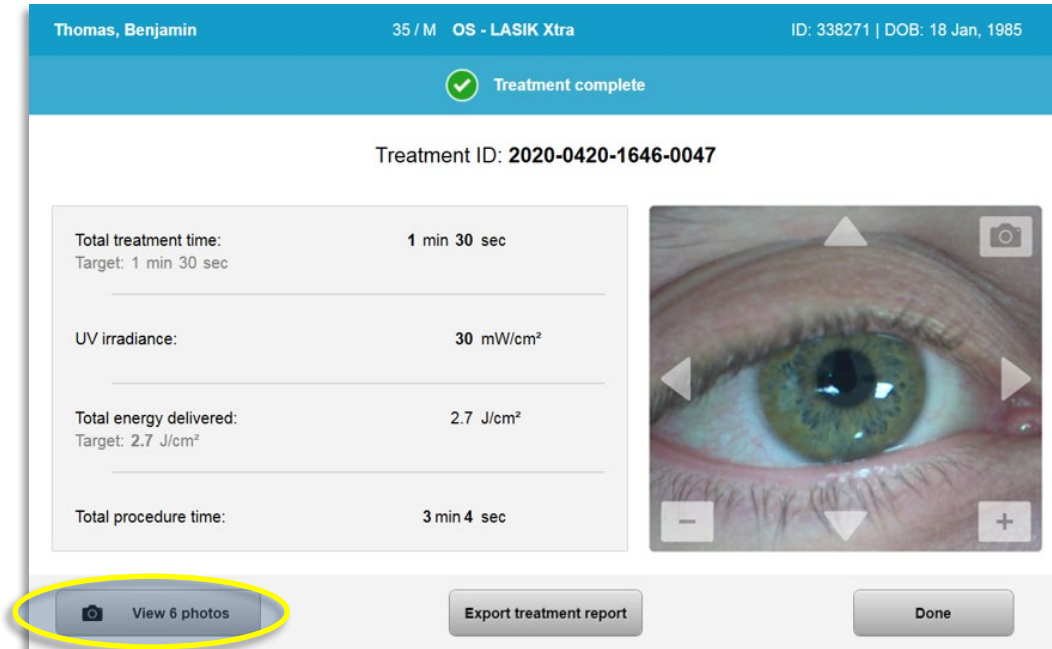 Thomas, Benjamin 35 / M OS - LASIK Xtra ID: 338271 | DOB: 18 Jan, 1985
Treatment complete
Treatment ID: 2020-0420-1646-0047
Total treatment time: 1 min 30 sec
Target: 1 min 30 sec
UV irradiance: 30 mW/cm²
Total energy delivered: 2.7 J/cm²
Target: 2.7 J/cm²
Total procedure time: 3 min 4 sec
View 6 photos Export treatment report Done